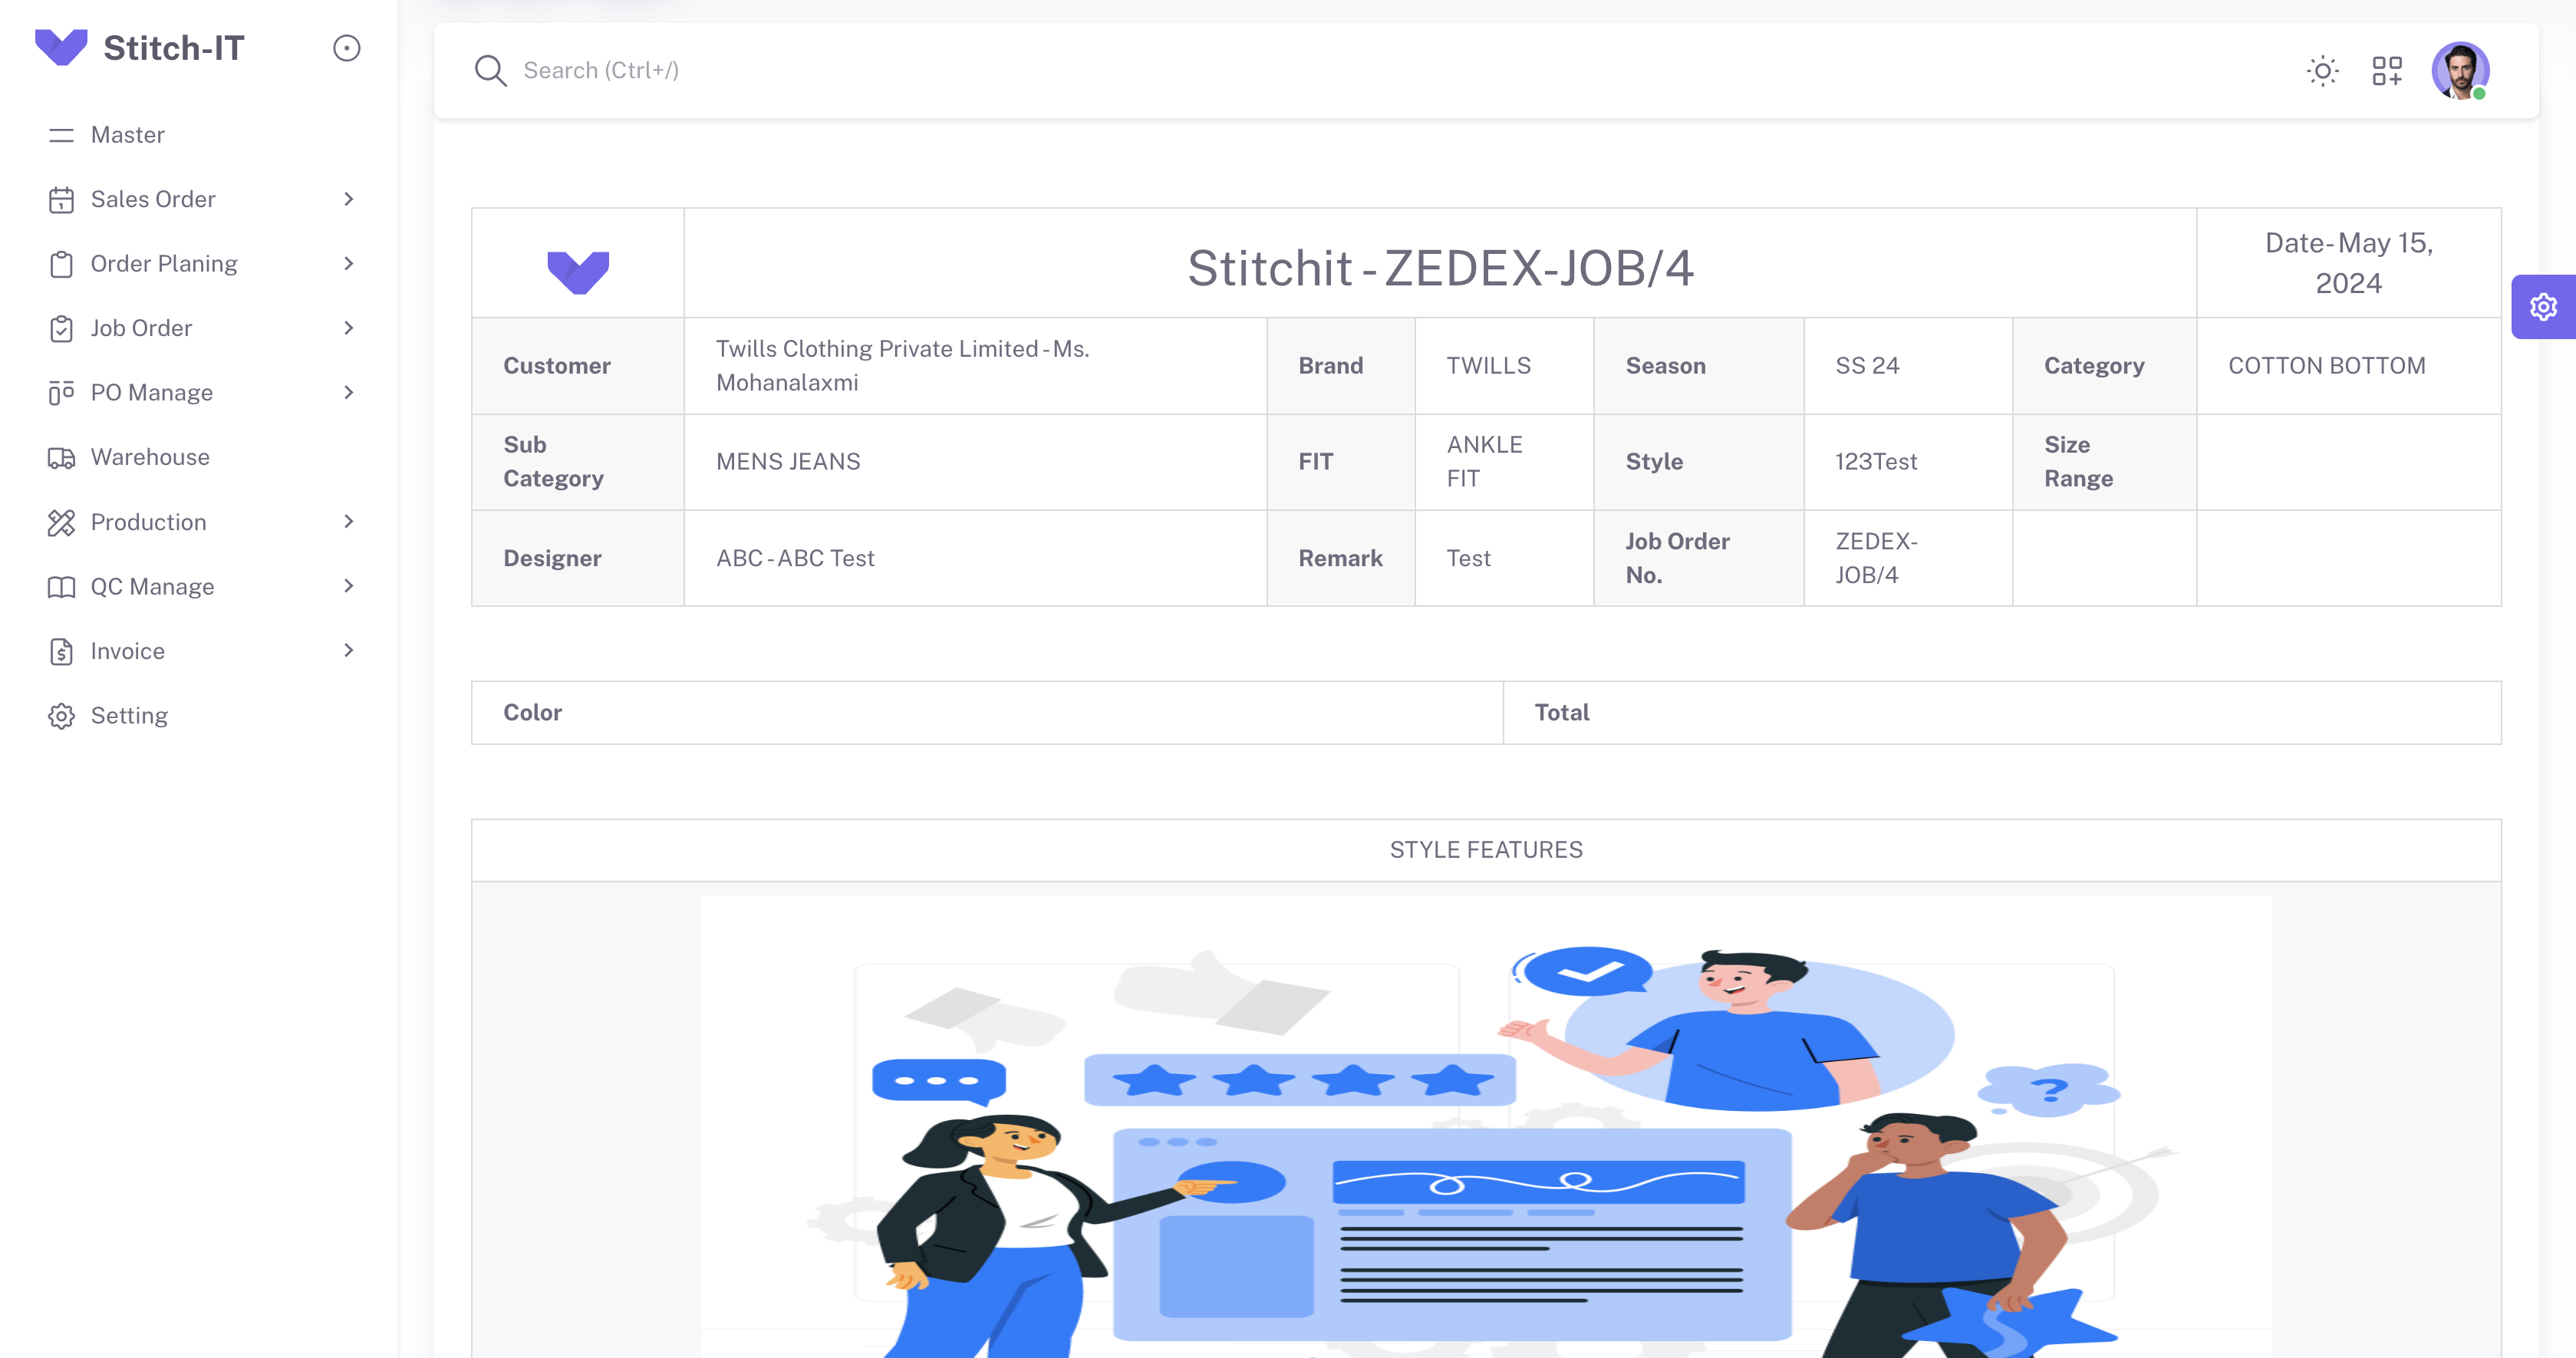 Stitch-IT
Search (Ctrl+/)
Master
Sales Order
Order Planing
Job Order
PO Manage
Warehouse
Production
QC Manage
Invoice
Setting
Stitchit - ZEDEX-JOB/4
Date- May 15,
2024
Customer
Twills Clothing Private Limited - Ms.
Mohanalaxmi
Brand
TWILLS
Season
SS 24
Category
COTTON BOTTOM
Sub
Category
MENS JEANS
FIT
ANKLE
FIT
Style
123Test
Size
Range
Designer
ABC - ABC Test
Remark
Test
Job Order
No.
ZEDEX-
JOB/4
Color
Total
STYLE FEATURES
?